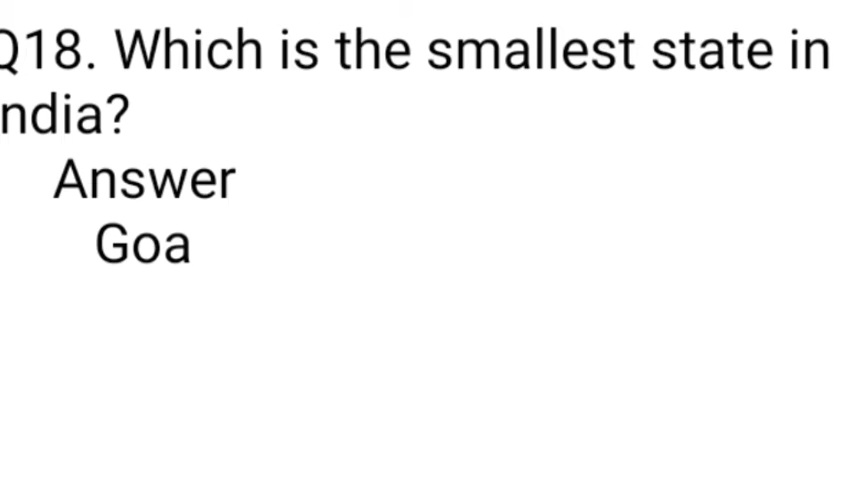 Q18. Which is the smallest state in
ndia?
Answer
Goa